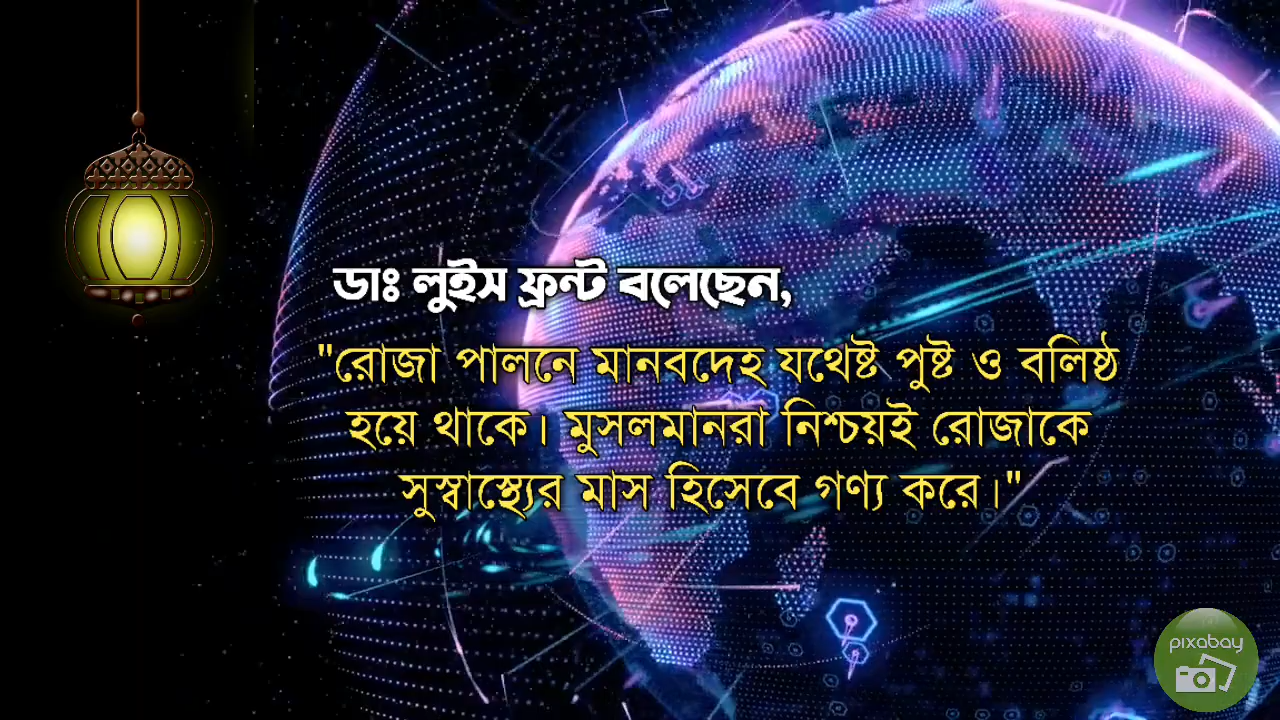 ডাঃ লুইস ফ্রন্ট বলেছেন,
"রোজা পালনে মানবদেহ যথেষ্ট পুষ্ট ও বলিষ্ঠ
হয়ে থাকে। মুসলমানরা নিশ্চয়ই রোজাকে
সুস্বাস্থ্যের মাস হিসেবে গণ্য করে।"
pixabay